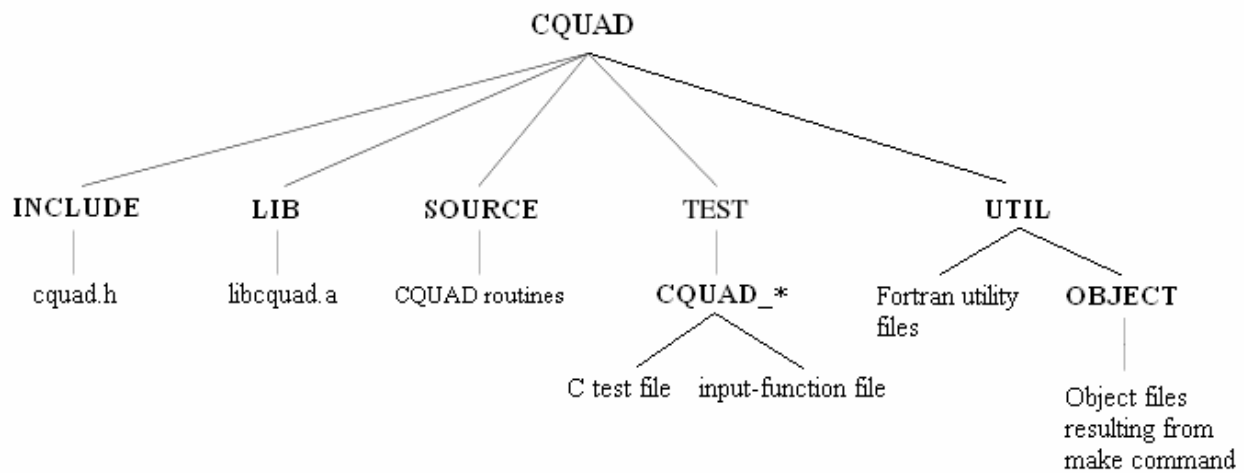 CQUAD
INCLUDE LIB SOURCE TEST UTIL
cquad.h libcquad.a CQUAD routines CQUAD_* Fortran utility files OBJECT
C test file input-function file
Object files
resulting from
make command